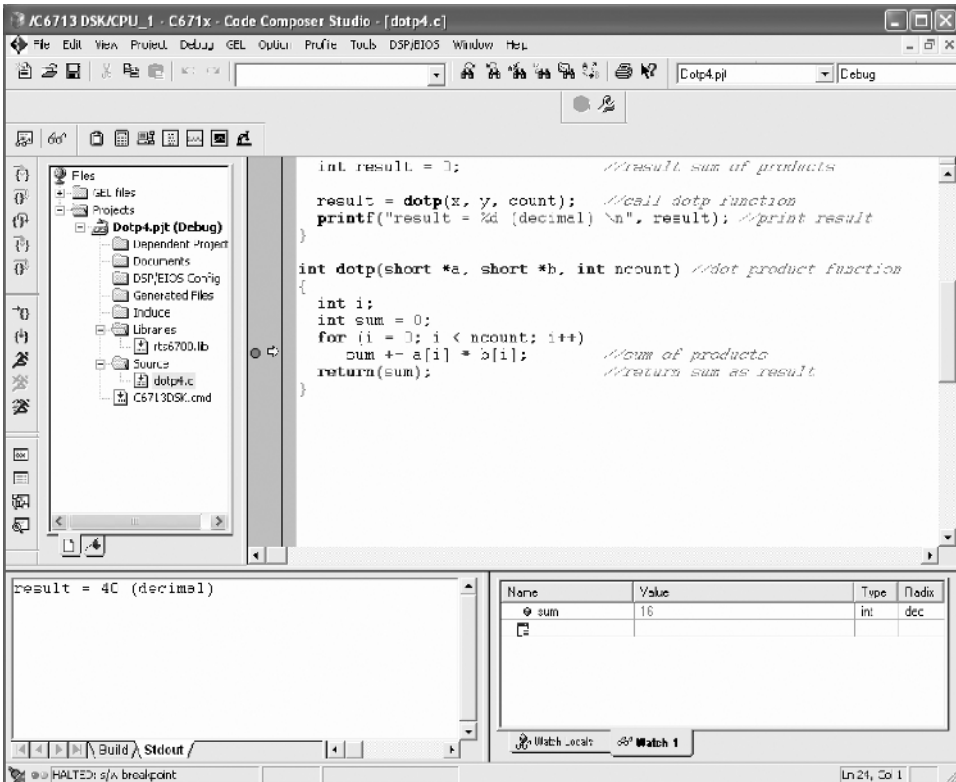 /C6713 DSK/CPU_1 - C671x - Code Composer Studio - [dotp4.c]
File Edit View Project Debug GEL Option Profile Tools DSP/BIOS Window Help
Dotp4.pjt Debug
Files
GEL files
Projects
Dotp4.pjt (Debug)
Dependent Project
Documents
DSP/BIOS Config
Generated Files
Include
Libraries
rts6700.lib
Source
dotp4.c
C6713DSK.cmd
int result = 0; //result sum of products
result = dotp(x, y, count); //call dotp function
printf("result = %d (decimal) \n", result); //print result
}
int dotp(short *a, short *b, int ncount) //dot product function
{
int i;
int sum = 0;
for (i = 0; i < ncount; i++)
sum += a[i] * b[i]; //sum of products
return(sum); //return sum as result
}
result = 40 (decimal)
Build Stdout
Name Value Type Radix
sum 16 int dec
Watch Locals Watch 1
HALTED: s/w breakpoint
Ln 24, Col 1